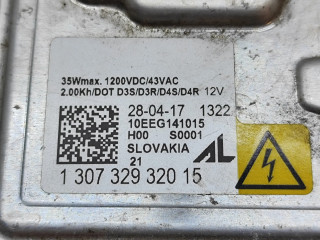 35Wmax. 1200VDC/43VAC
2.00Kh/DOT D3S/D3R/D4S/D4R 12V
28-04-17 1322
10EEG141015
H00 S0001
SLOVAKIA
21
AL
1 307 329 320 15